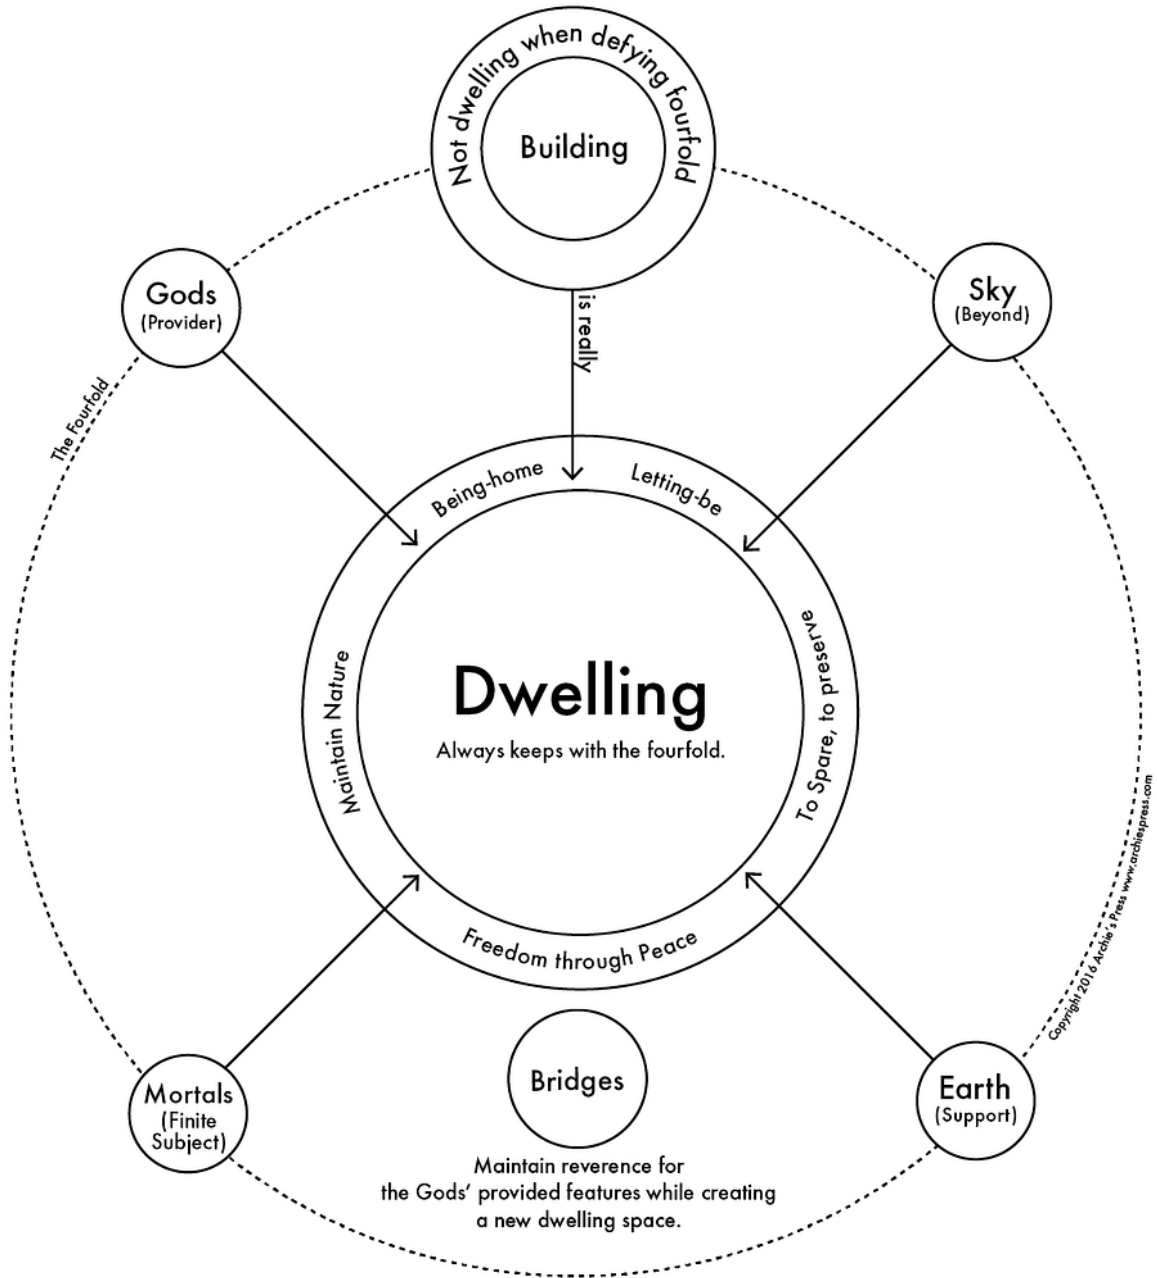 Not dwelling when defying fourfold
Building
Gods
(Provider)
Sky
(Beyond)
is really
The Fourfold
Being-home
Letting-be
Maintain Nature
To Spare, to preserve
Dwelling
Always keeps with the fourfold.
Freedom through Peace
Copyright 2016 Archie's Press www.archiespress.com
Mortals
(Finite
Subject)
Bridges
Earth
(Support)
Maintain reverence for
the Gods' provided features while creating
a new dwelling space.